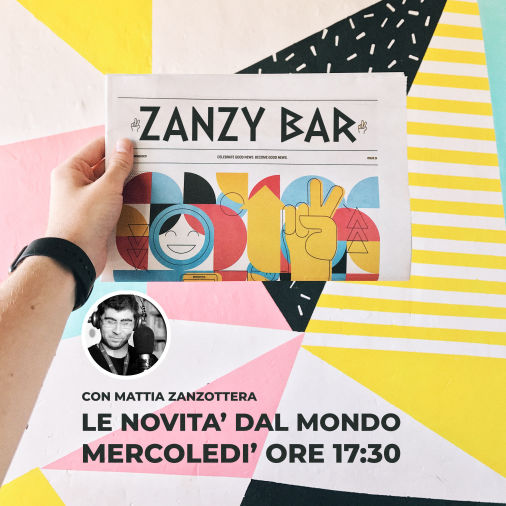 ZANZY BAR
CELEBRATE GOOD NEWS. BECOME GOOD NEWS.
CON MATTIA ZANZOTTERA
LE NOVITA’ DAL MONDO
MERCOLEDI’ ORE 17:30